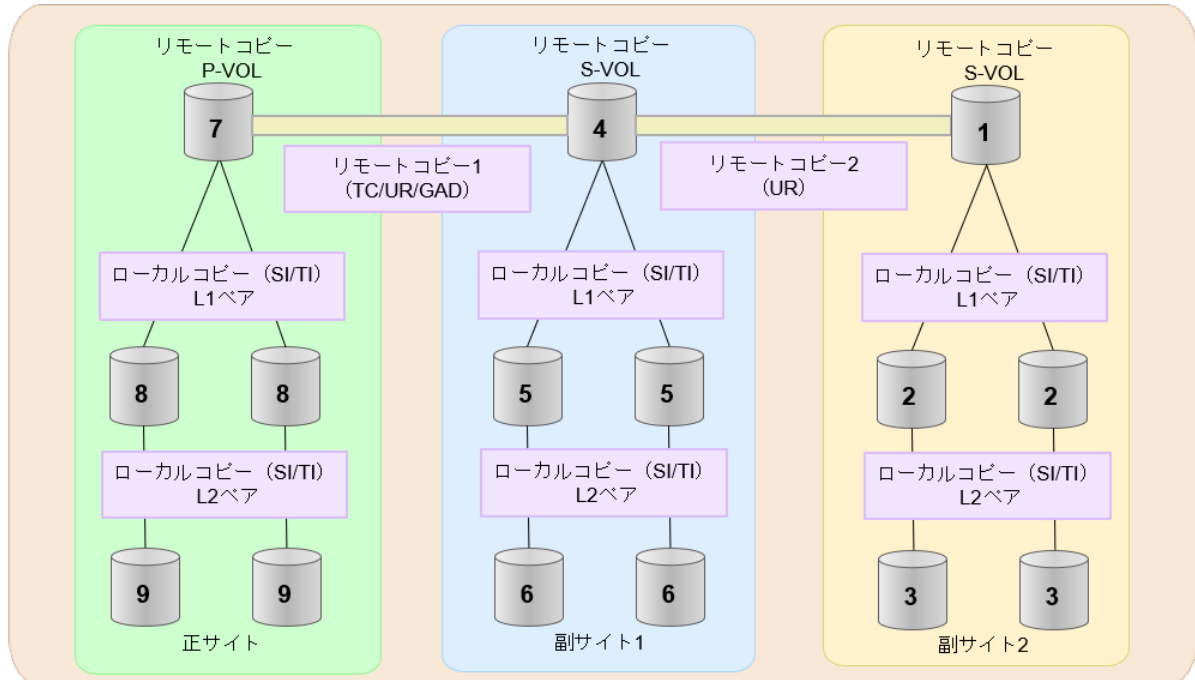 リモートコピー
P-VOL
リモートコピー
S-VOL
リモートコピー
S-VOL
7
4
1
リモートコピー1
（TC/UR/GAD）
リモートコピー2
（UR）
ローカルコピー（SI/TI）
L1ペア
ローカルコピー（SI/TI）
L1ペア
ローカルコピー（SI/TI）
L1ペア
8
8
5
5
2
2
ローカルコピー（SI/TI）
L2ペア
ローカルコピー（SI/TI）
L2ペア
ローカルコピー（SI/TI）
L2ペア
9
9
6
6
3
3
正サイト
副サイト1
副サイト2